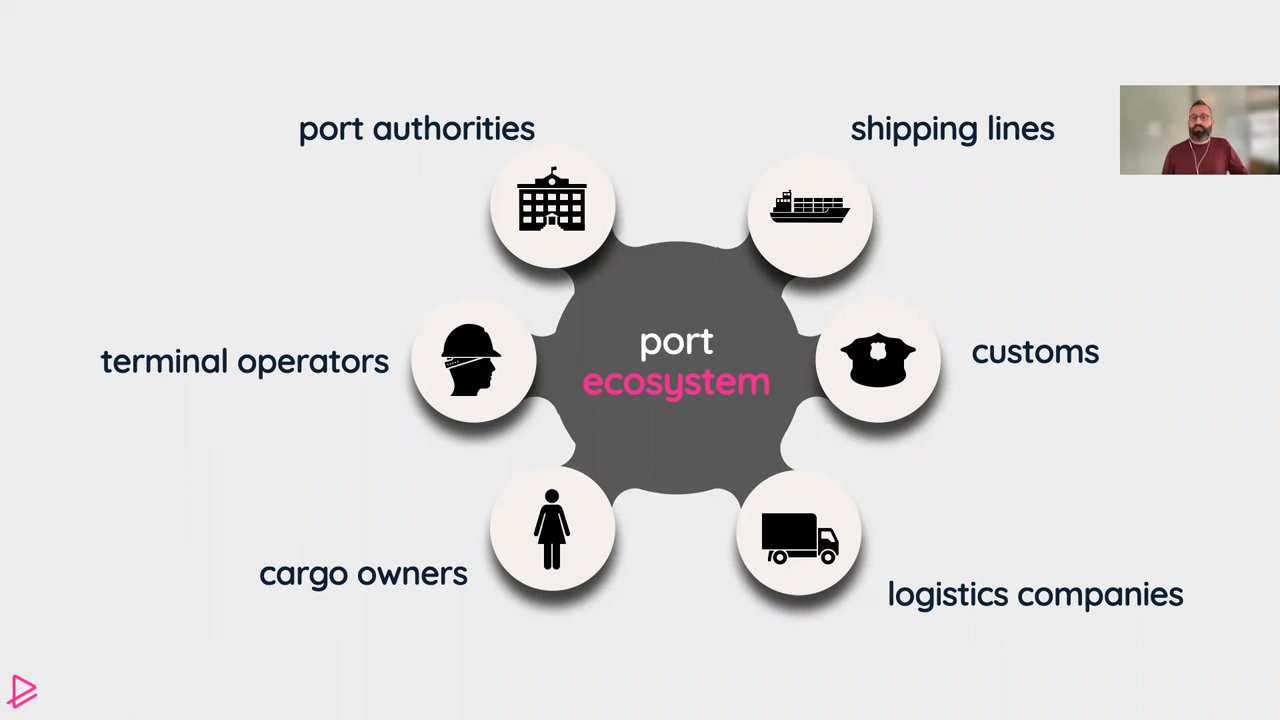 port authorities
shipping lines
port
ecosystem
terminal operators
customs
cargo owners
logistics companies